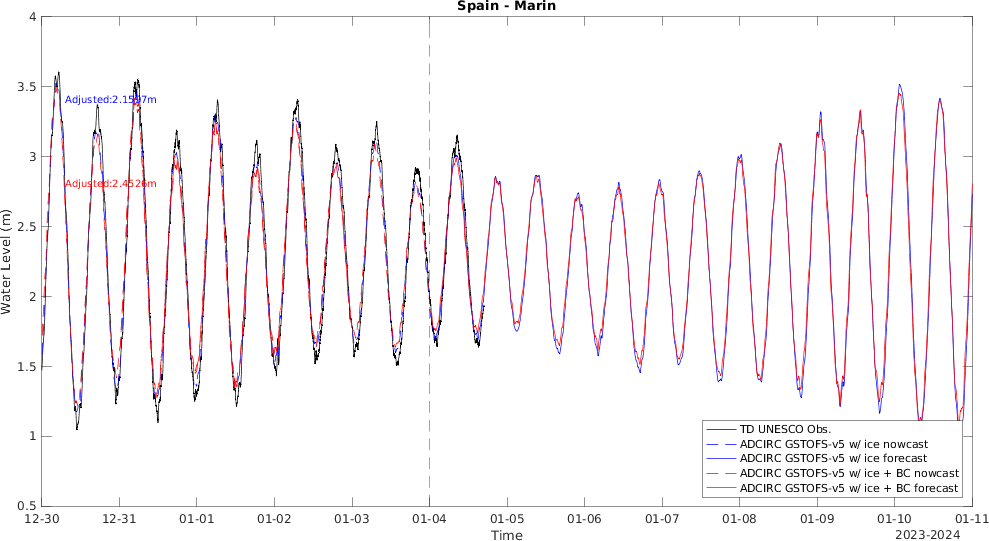 Spain - Marin
4
3.5
3
2.5
2
1.5
1
0.5
Water Level (m)
Adjusted:2.1597m
Adjusted:2.4526m
TD UNESCO Obs.
ADCIRC GSTOFS-v5 w/ ice nowcast
ADCIRC GSTOFS-v5 w/ ice forecast
ADCIRC GSTOFS-v5 w/ ice + BC nowcast
ADCIRC GSTOFS-v5 w/ ice + BC forecast
12-30 12-31 01-01 01-02 01-03 01-04 01-05 01-06 01-07 01-08 01-09 01-10 01-11
Time
2023-2024